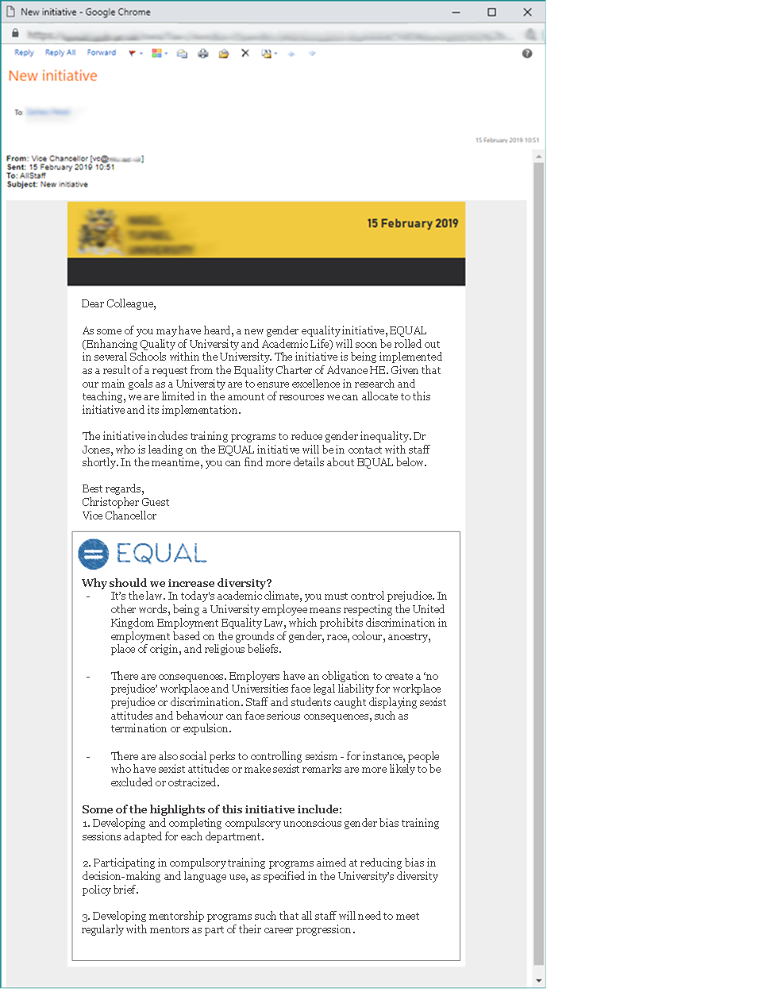 New initiative - Google Chrome
Reply Reply All Forward
New initiative
To:
15 February 2019 10:51
From: Vice Chancellor [vc@
Sent: 15 February 2019 10:51
To: AllStaff
Subject: New initiative
15 February 2019
Dear Colleague,
As some of you may have heard, a new gender equality initiative, EQUAL
(Enhancing Quality of University and Academic Life) will soon be rolled out
in several Schools within the University. The initiative is being implemented
as a result of a request from the Equality Charter of Advance HE. Given that
our main goals as a University are to ensure excellence in research and
teaching, we are limited in the amount of resources we can allocate to this
initiative and its implementation.
The initiative includes training programs to reduce gender inequality. Dr
Jones, who is leading on the EQUAL initiative will be in contact with staff
shortly. In the meantime, you can find more details about EQUAL below.
Best regards,
Christopher Guest
Vice Chancellor
EQUAL
Why should we increase diversity?
- It's the law. In today's academic climate, you must control prejudice. In
other words, being a University employee means respecting the United
Kingdom Employment Equality Law, which prohibits discrimination in
employment based on the grounds of gender, race, colour, ancestry,
place of origin, and religious beliefs.
- There are consequences. Employers have an obligation to create a 'no
prejudice' workplace and Universities face legal liability for workplace
prejudice or discrimination. Staff and students caught displaying sexist
attitudes and behaviour can face serious consequences, such as
termination or expulsion.
- There are also social perks to controlling sexism - for instance, people
who have sexist attitudes or make sexist remarks are more likely to be
excluded or ostracized.
Some of the highlights of this initiative include:
1. Developing and completing compulsory unconscious gender bias training
sessions adapted for each department.
2. Participating in compulsory training programs aimed at reducing bias in
decision-making and language use, as specified in the University's diversity
policy brief.
3. Developing mentorship programs such that all staff will need to meet
regularly with mentors as part of their career progression.